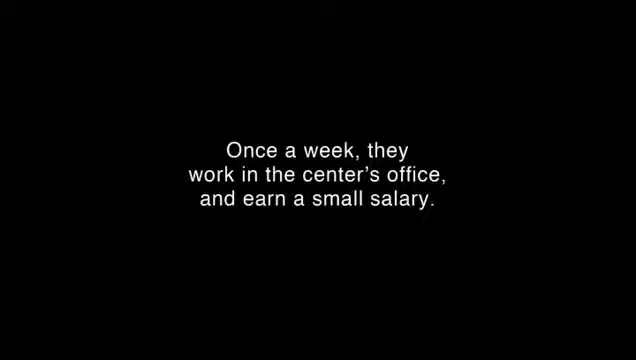 Once a week, they
work in the center’s office,
and earn a small salary.